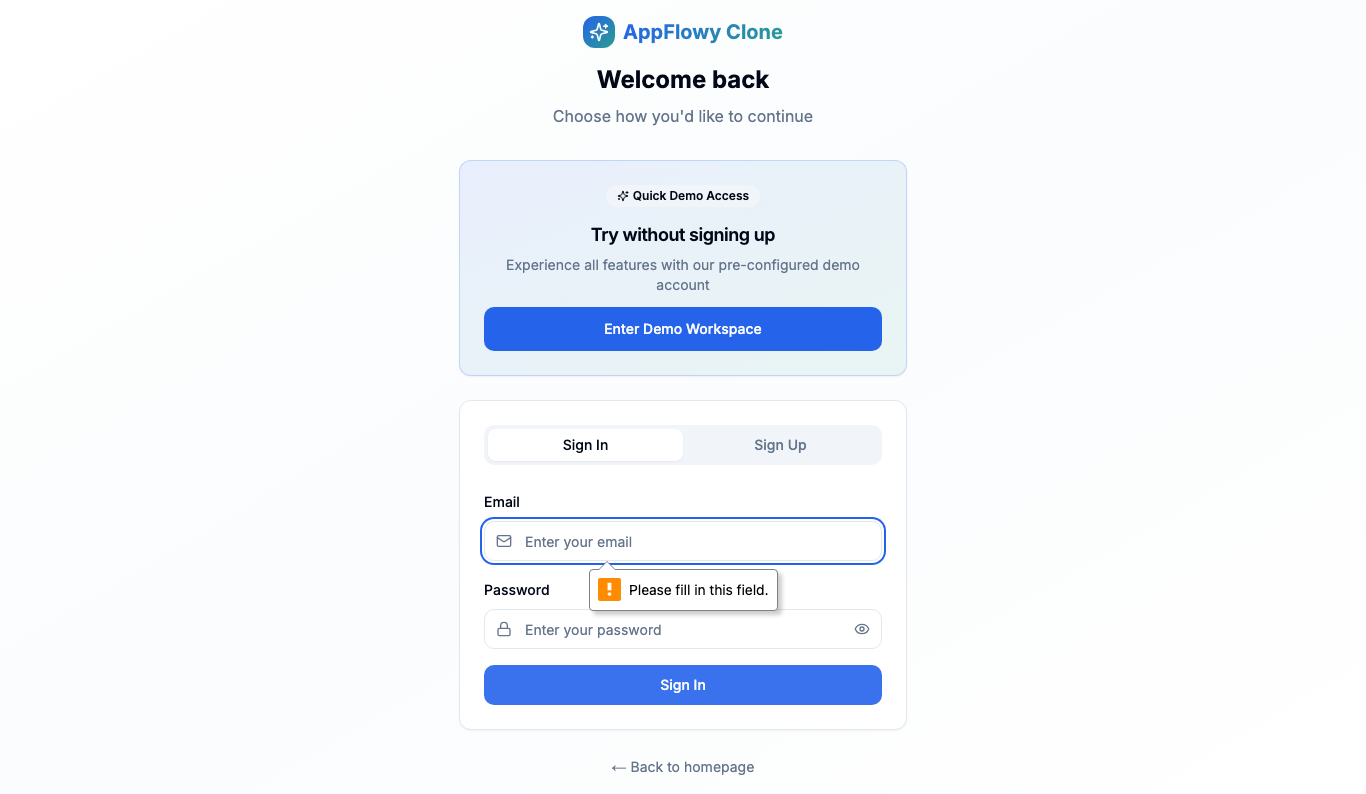 AppFlowy Clone
Welcome back
Choose how you'd like to continue
Quick Demo Access
Try without signing up
Experience all features with our pre-configured demo
account
Enter Demo Workspace
Sign In
Sign Up
Email
Enter your email
Please fill in this field.
Password
Enter your password
Sign In
← Back to homepage